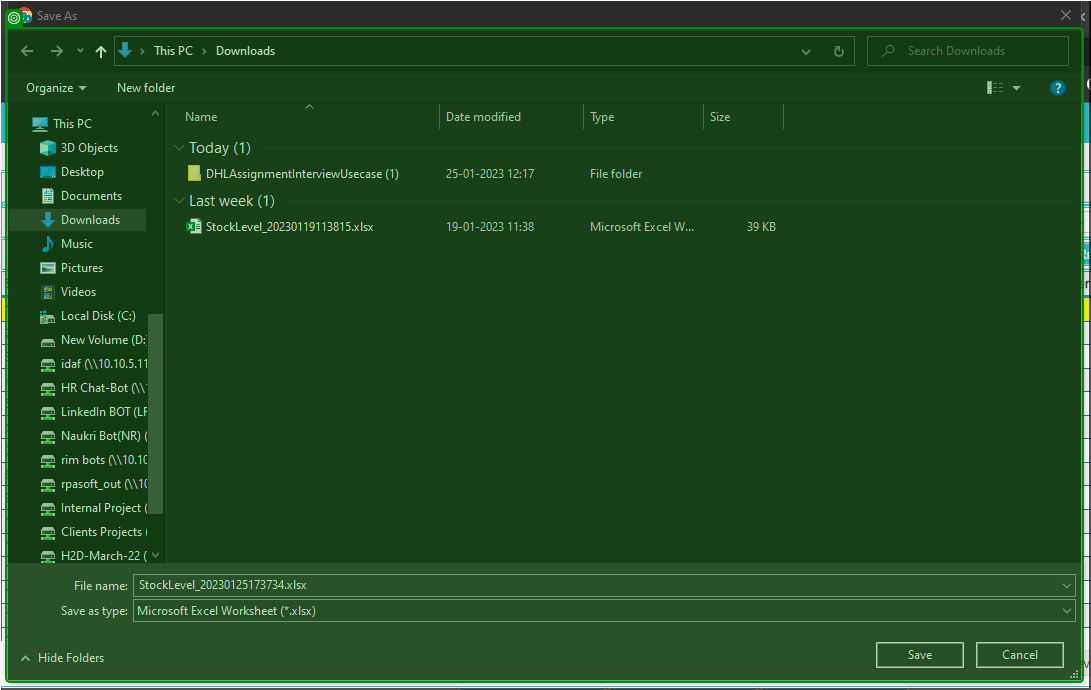 Save As
This PC > Downloads
Search Downloads
Organize
New folder
?
Name
Date modified
Type
Size
This PC
3D Objects
Desktop
Documents
Downloads
Music
Pictures
Videos
Local Disk (C:)
New Volume (D:
idaf (\\10.10.5.11
HR Chat-Bot (\\
LinkedIn BOT (LF
Naukri Bot(NR) (
rim bots (\\10.10
rpasoft_out (\\10
Internal Project (
Clients Projects (
H2D-March-22 (
Today (1)
DHLAssignmentInterviewUsecase (1)
25-01-2023 12:17
File folder
Last week (1)
StockLevel_20230119113815.xlsx
19-01-2023 11:38
Microsoft Excel W...
39 KB
File name:
StockLevel_20230125173734.xlsx
Save as type:
Microsoft Excel Worksheet (*.xlsx)
Hide Folders
Save
Cancel